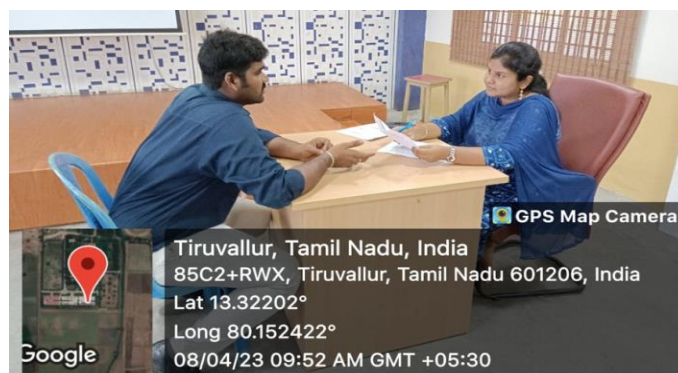 GPS Map Camera
Tiruvallur, Tamil Nadu, India
85C2+RWX, Tiruvallur, Tamil Nadu 601206, India
Lat 13.32202°
Long 80.152422°
08/04/23 09:52 AM GMT +05:30
Google